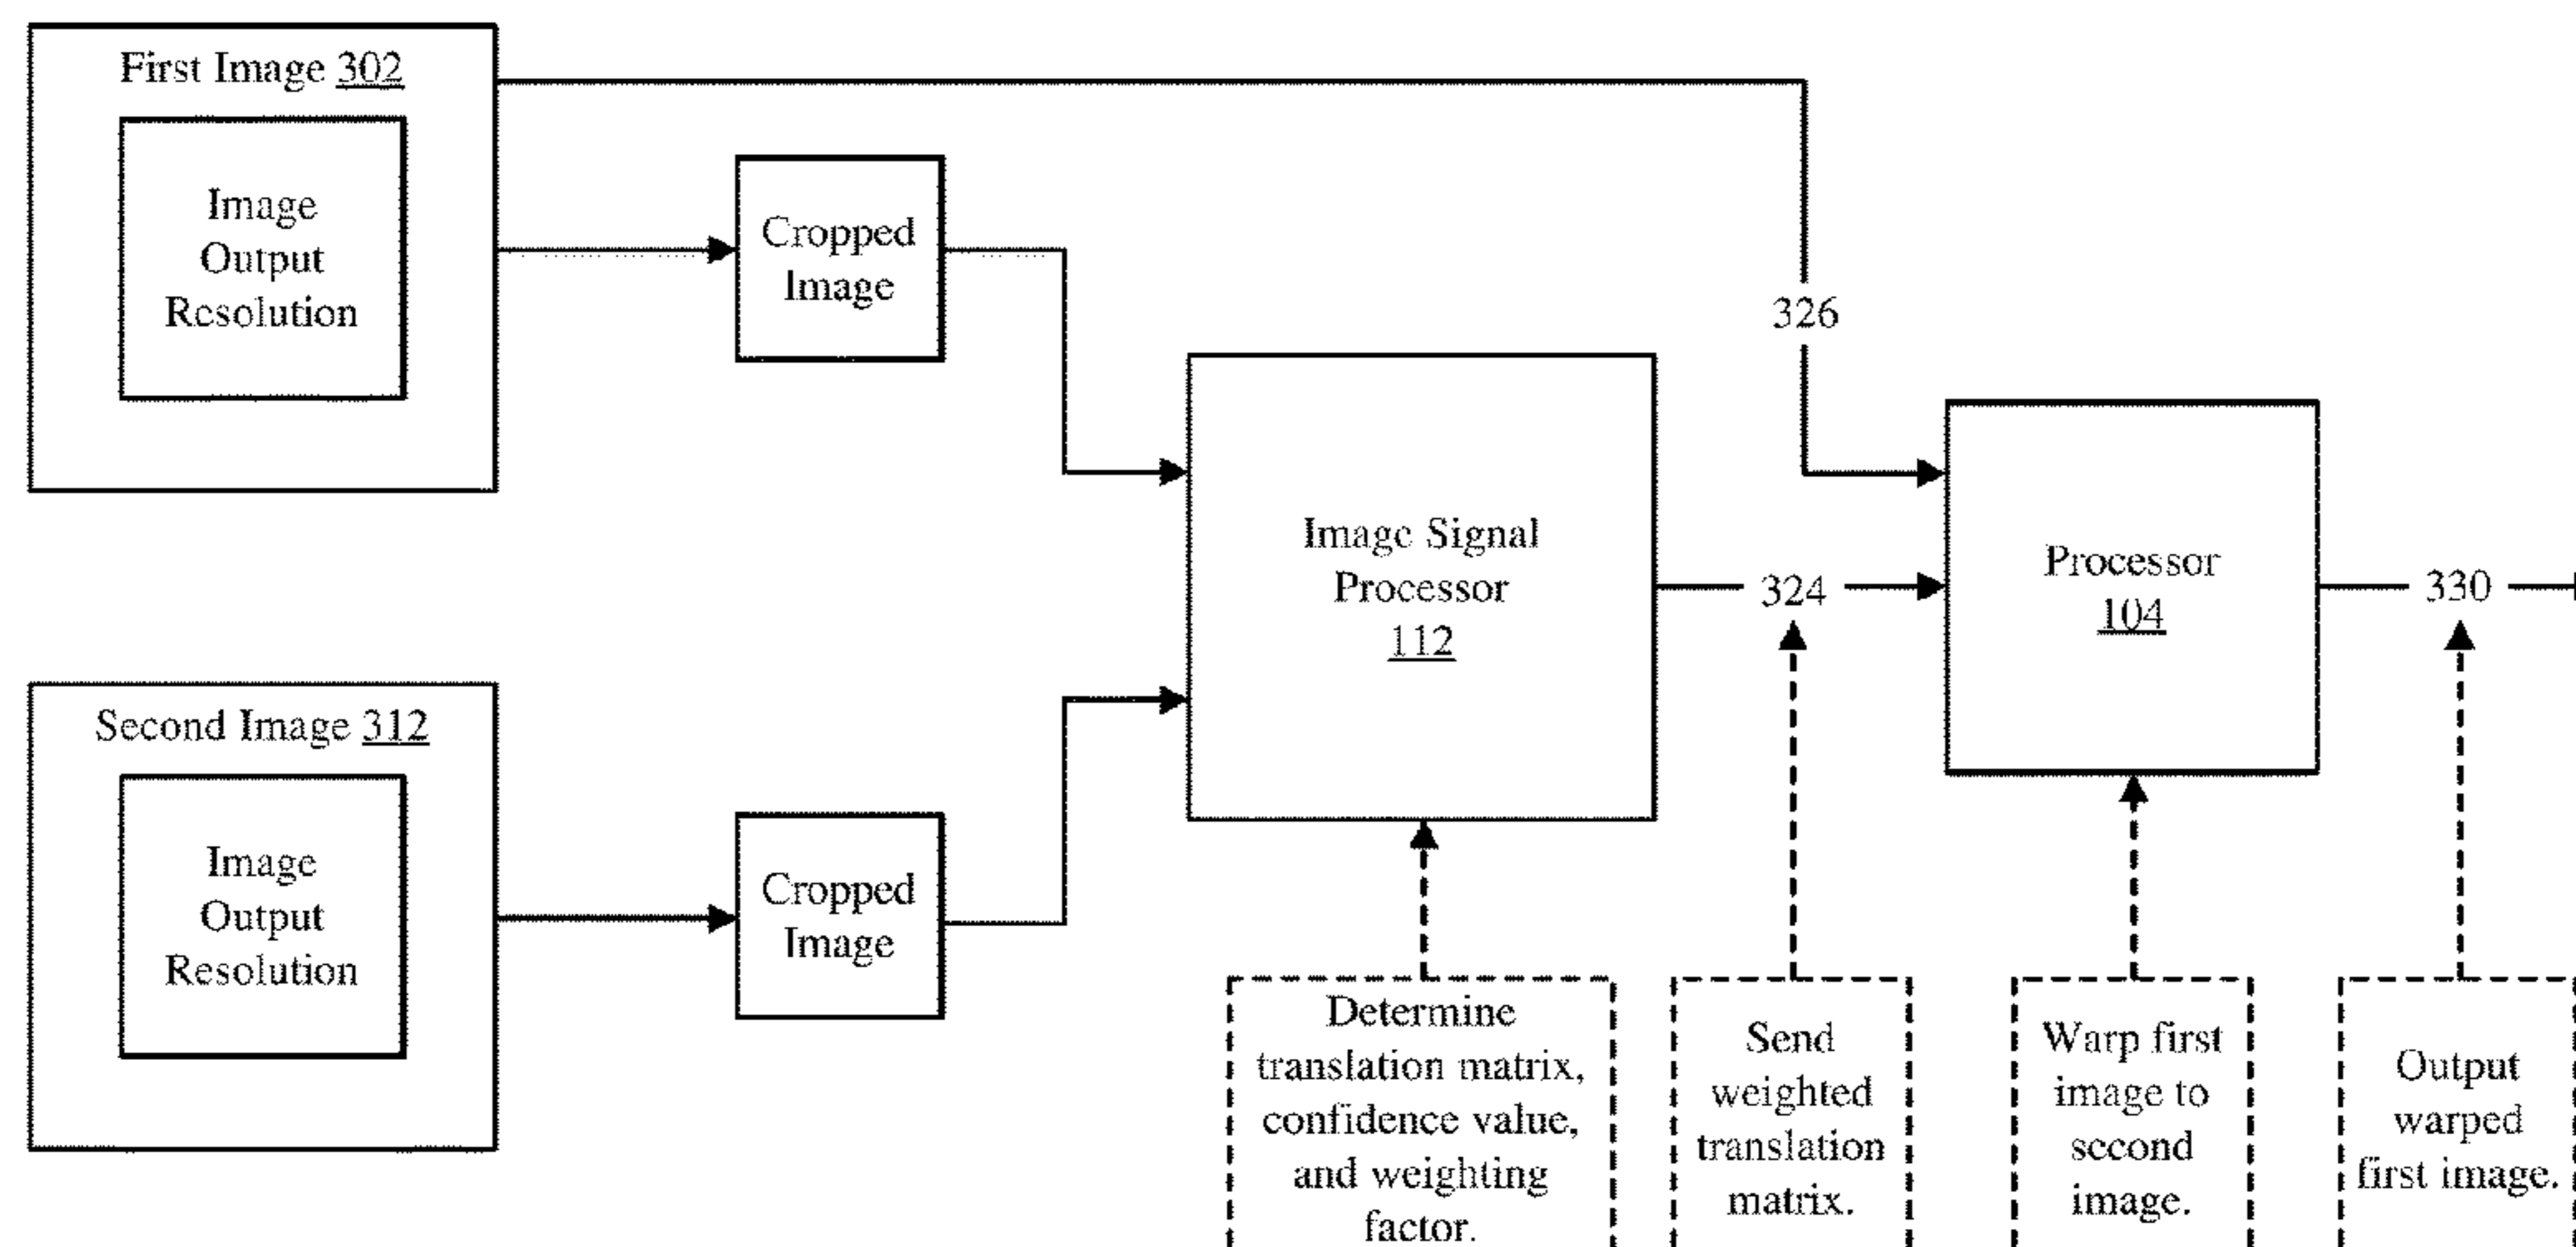 First Image 302
Image
Output
Resolution
Cropped
Image
326
Image Signal
Processor
112
324
Processor
104
330
Second Image 312
Image
Output
Resolution
Cropped
Image
Determine
translation matrix,
confidence value,
and weighting
factor.
Send
weighted
translation
matrix.
Warp first
image to
second
image.
Output
warped
first image.